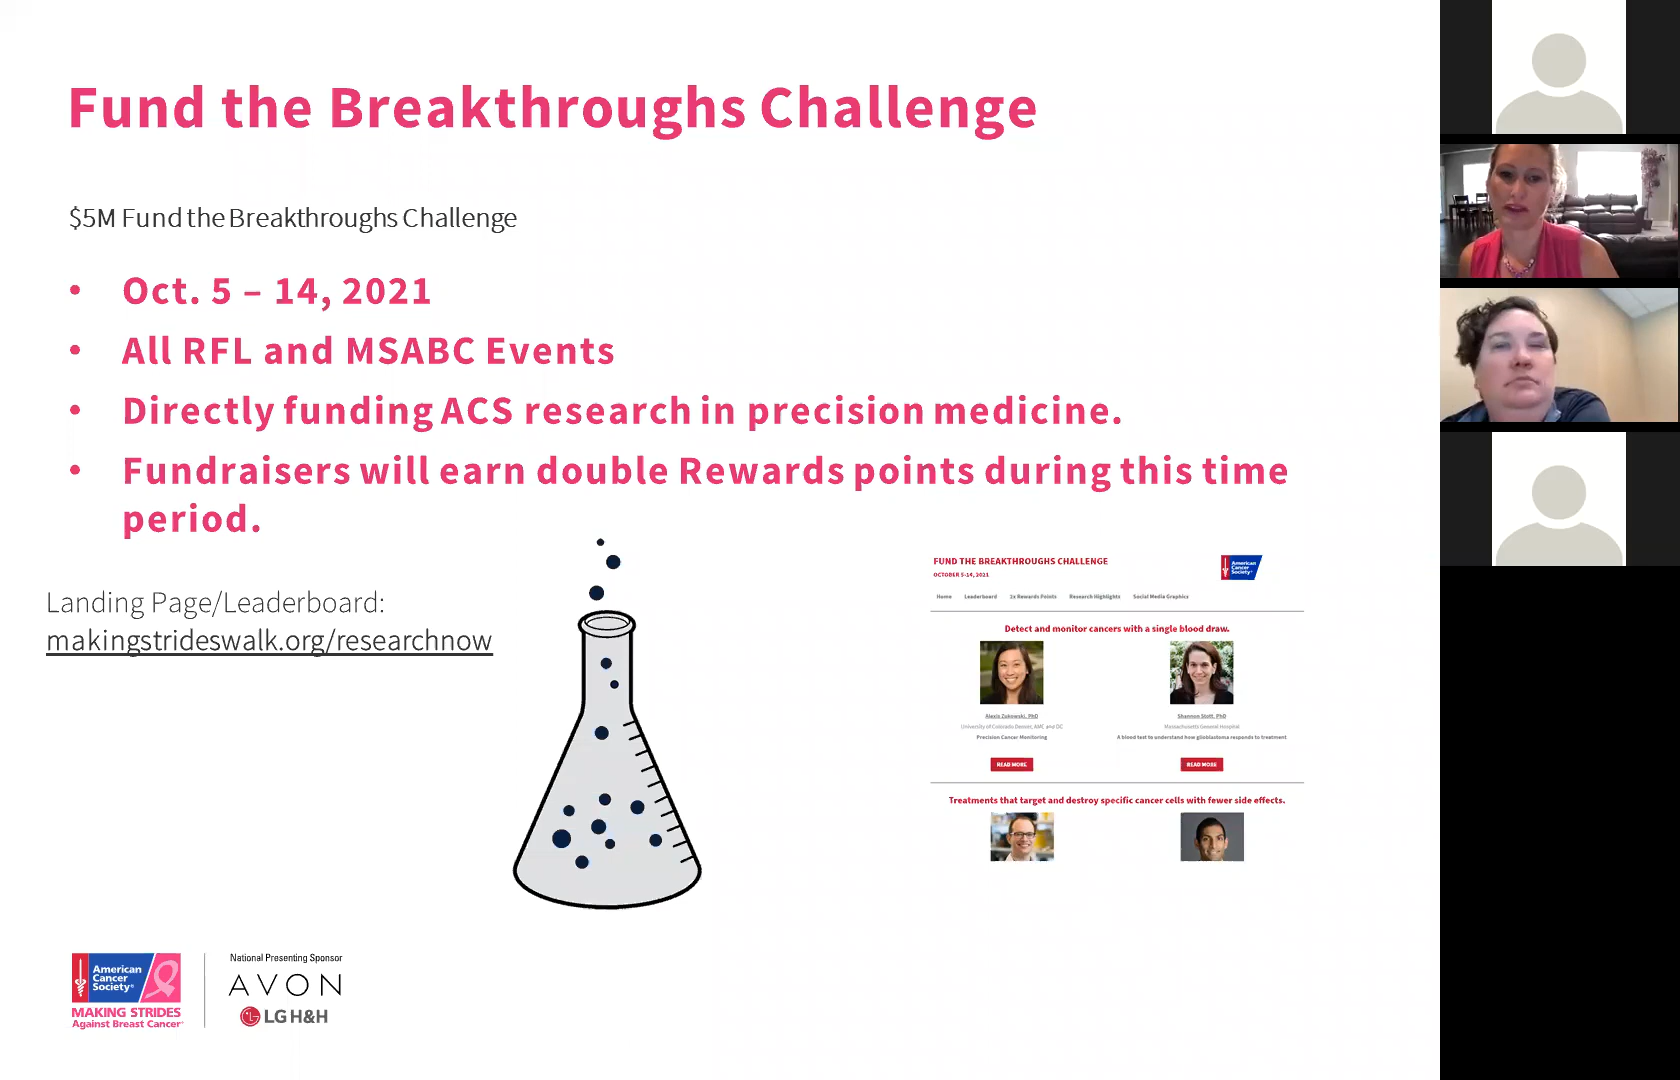 Fund the Breakthroughs Challenge
$5M Fund the Breakthroughs Challenge
• Oct. 5 – 14, 2021
• All RFL and MSABC Events
• Directly funding ACS research in precision medicine.
• Fundraisers will earn double Rewards points during this time
period.
Landing Page/Leaderboard:
makingstrideswalk.org/researchnow
FUND THE BREAKTHROUGHS CHALLENGE
OCTOBER 5-14, 2021
American
Cancer
Society®
Home Leaderboard 2x Rewards Points Research Highlights Social Media Graphics
Detect and monitor cancers with a single blood draw.
Alexis Zukowski, PhD
Shannon Stott, PhD
University of Colorado Denver, AMC and DC
Massachusetts General Hospital
Precision Cancer Monitoring
A blood test to understand how glioblastoma responds to treatment
READ MORE
READ MORE
Treatments that target and destroy specific cancer cells with fewer side effects.
American
Cancer
Society®
MAKING STRIDES
Against Breast Cancer®
National Presenting Sponsor
AVON
LG H&H